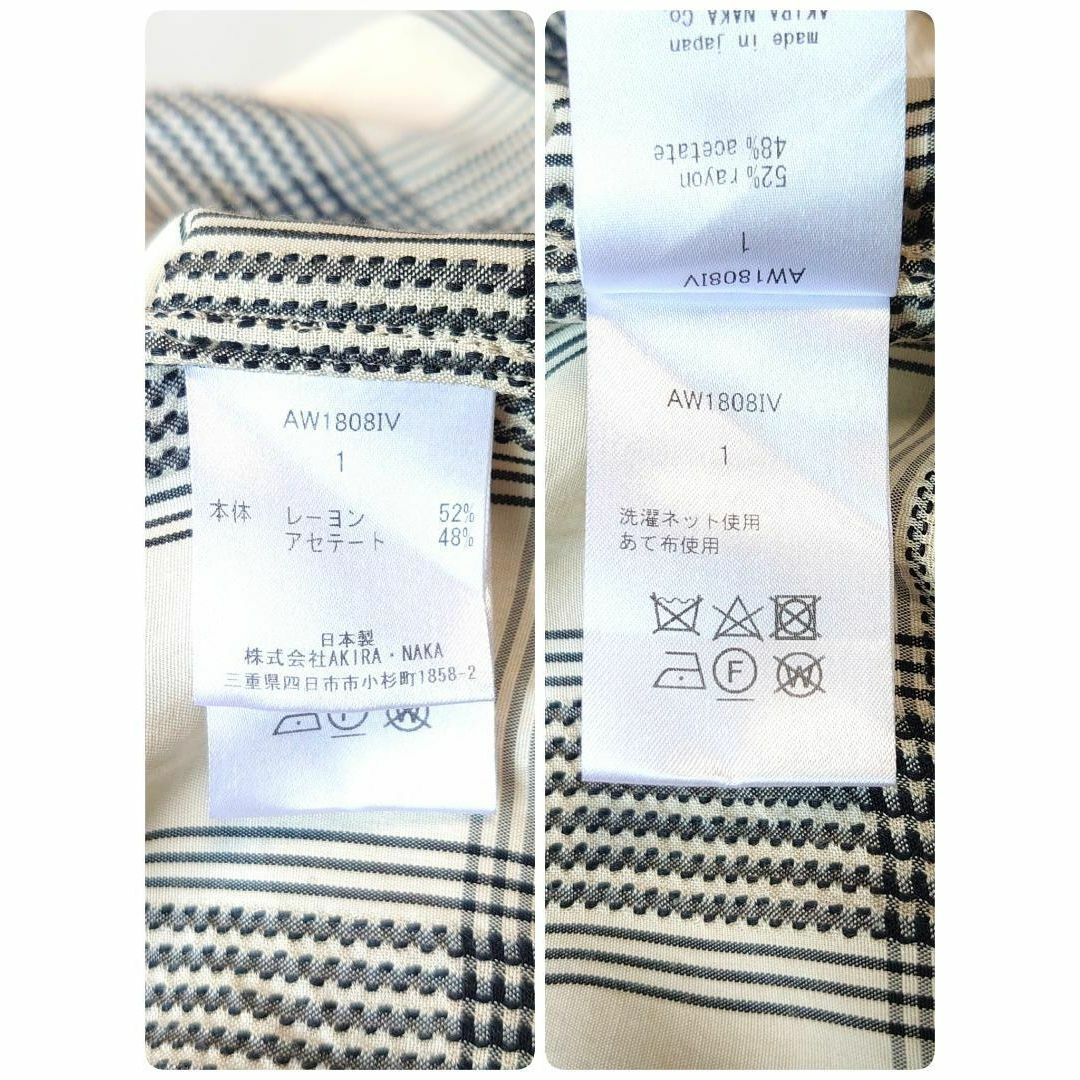 AW1808IV
1
本体 レーヨン 52%
アセテート 48%
日本製
株式会社AKIRA・NAKA
三重県四日市市小杉町1858-2
W
AKIRA NAKA Co.
made in japan
48% acetate
52% rayon
1
AW1808IV
AW1808IV
1
洗濯ネット使用
あて布使用
F
W